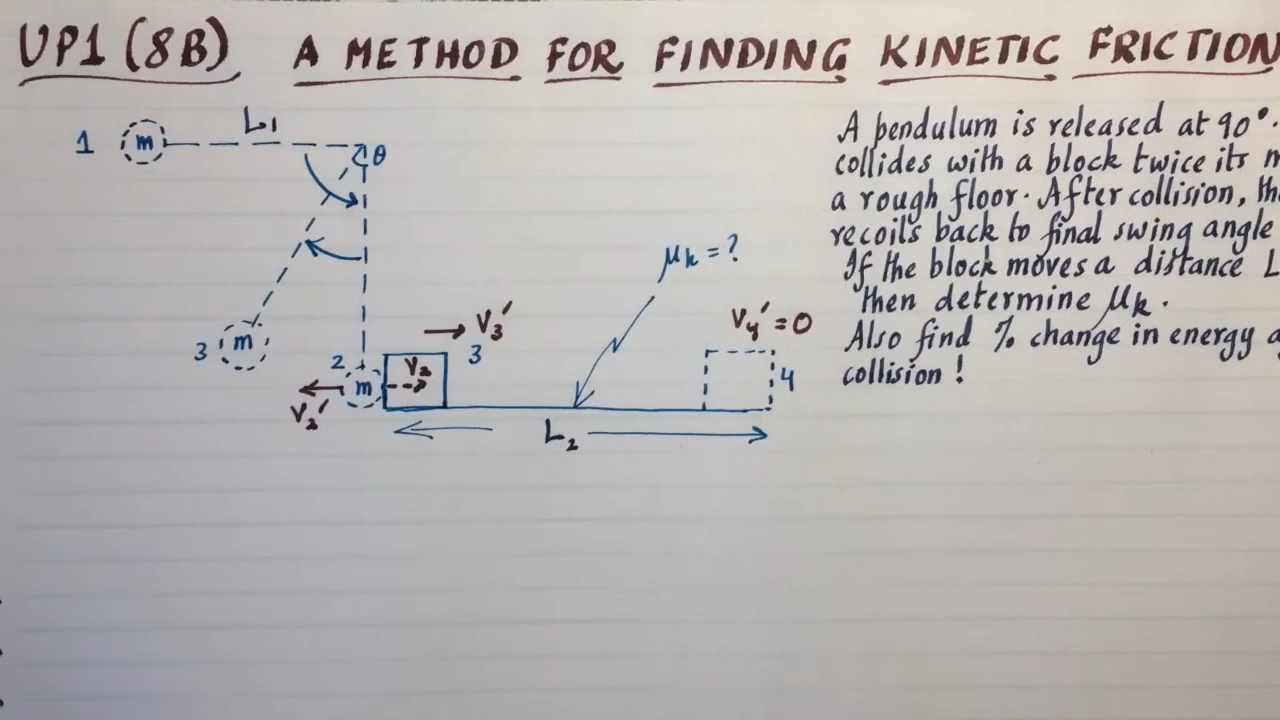 UP1 (8B) A METHOD FOR FINDING KINETIC FRICTION
A pendulum is released at 90°.
collides with a block twice its
a rough floor. After collision,
recoils back to final swing angle
If the block moves a distance L
then determine μk.
Also find % change in energy
collision !
1 m L₁
θ
μk = ?
3 m
2 m V₂
V₂'
V₃'
3
V₄' = 0
4
L₂